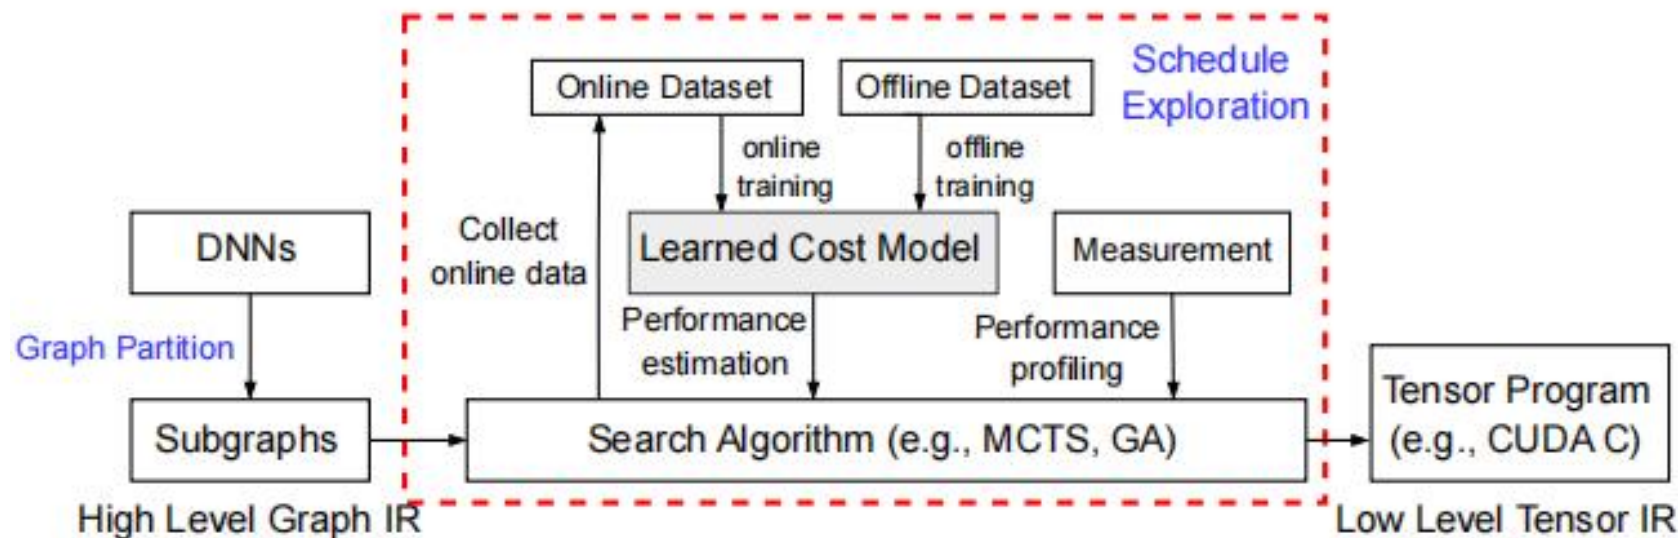 Schedule
Exploration
Online Dataset
Offline Dataset
online
training
offline
training
DNNs
Collect
online data
Learned Cost Model
Measurement
Graph Partition
Performance
estimation
Performance
profiling
Subgraphs
Search Algorithm (e.g., MCTS, GA)
Tensor Program
(e.g., CUDA C)
High Level Graph IR
Low Level Tensor IR